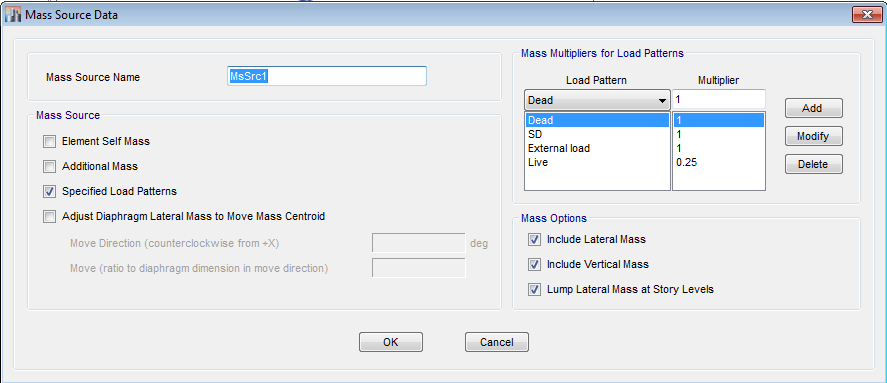 Mass Source Data
Mass Source Name
MsSrc1
Mass Source
Element Self Mass
Additional Mass
Specified Load Patterns
Adjust Diaphragm Lateral Mass to Move Mass Centroid
Move Direction (counterclockwise from +X)
deg
Move (ratio to diaphragm dimension in move direction)
Mass Multipliers for Load Patterns
Load Pattern Multiplier
Dead 1
Dead 1
SD 1
External load 1
Live 0.25
Add
Modify
Delete
Mass Options
Include Lateral Mass
Include Vertical Mass
Lump Lateral Mass at Story Levels
OK Cancel